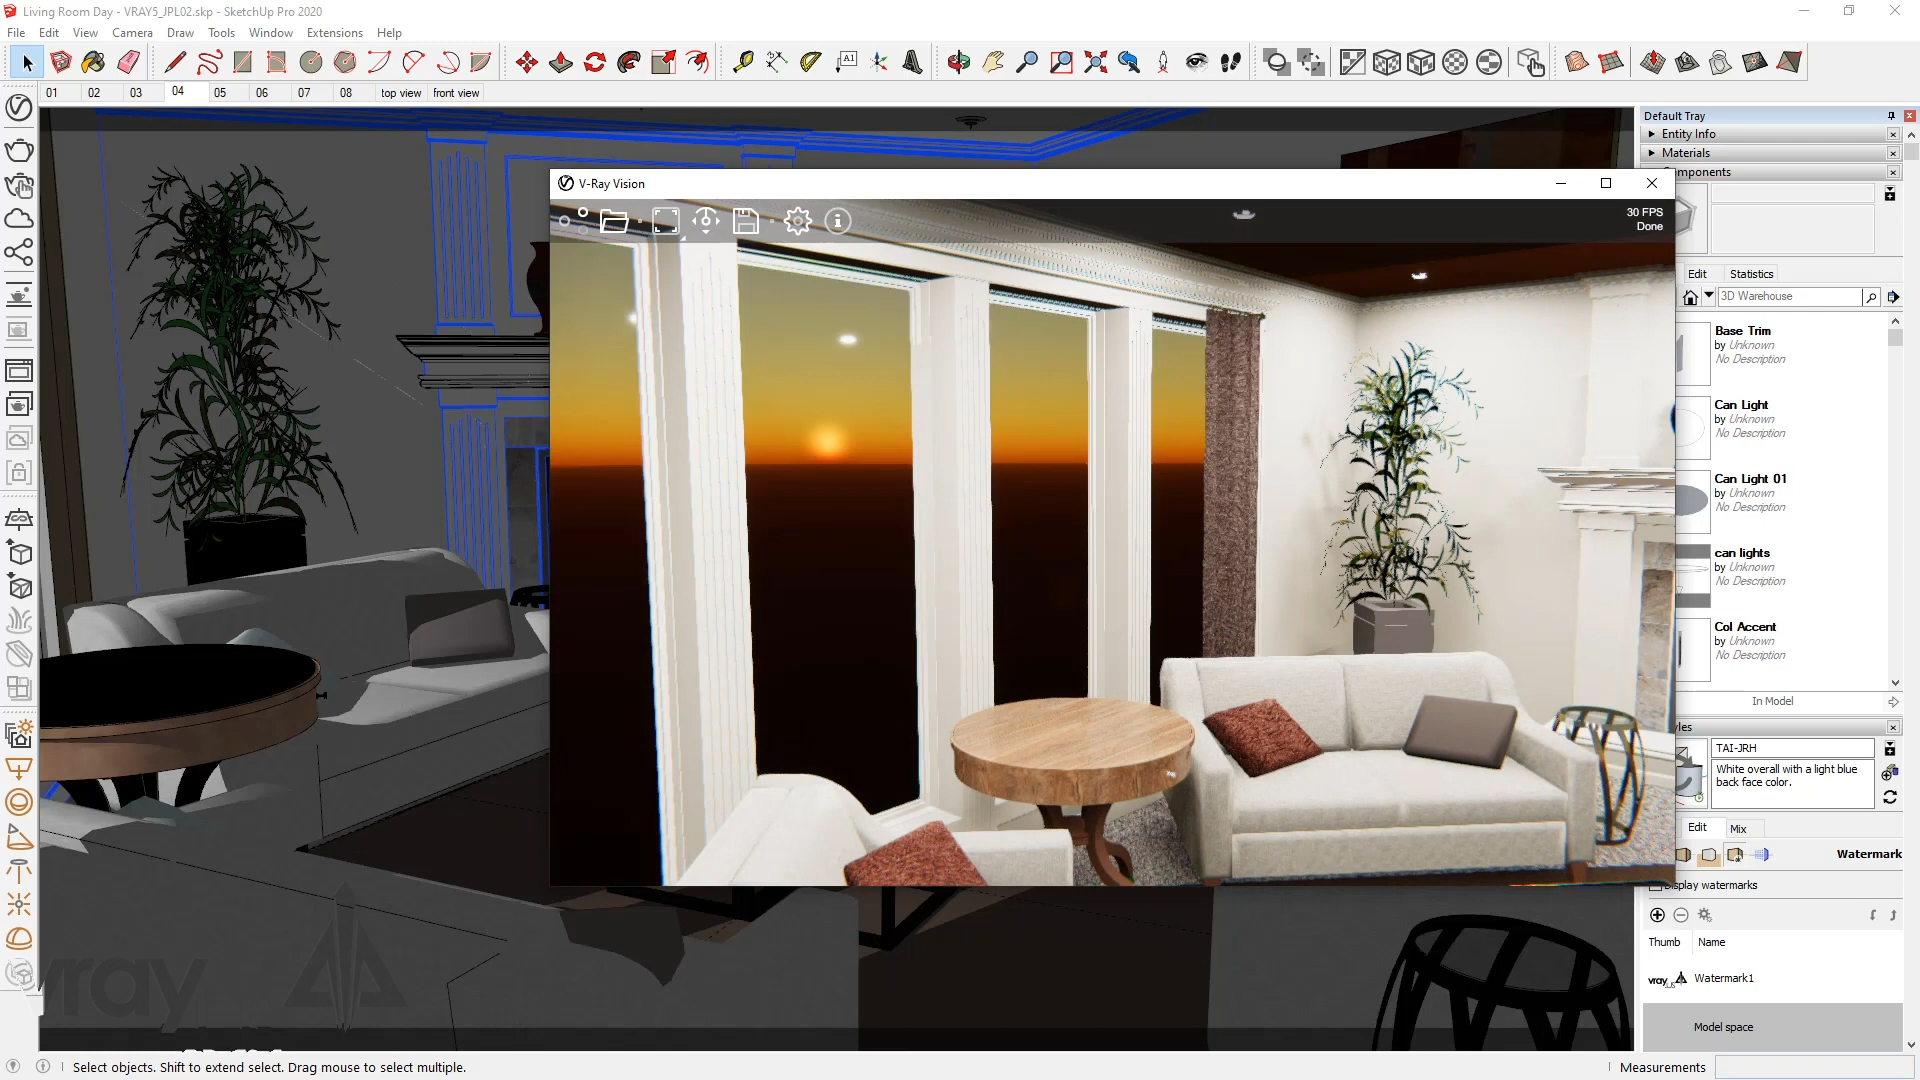 Living Room Day - VRAY5_JPL02.skp - SketchUp Pro 2020
File Edit View Camera Draw Tools Window Extensions Help
A1
01 02 03 04 05 06 07 08 top view front view
Default Tray
Entity Info
Materials
mponents
V-Ray Vision
30 FPS
Done
Edit Statistics
3D Warehouse
Base Trim
by Unknown
No Description
Can Light
by Unknown
No Description
Can Light 01
by Unknown
No Description
can lights
by Unknown
No Description
Col Accent
by Unknown
No Description
In Model
yles
TAI-JRH
White overall with a light blue
back face color.
Edit Mix
Watermark
Display watermarks
Thumb Name
vray Watermark1
Model space
vray
Select objects. Shift to extend select. Drag mouse to select multiple.
Measurements